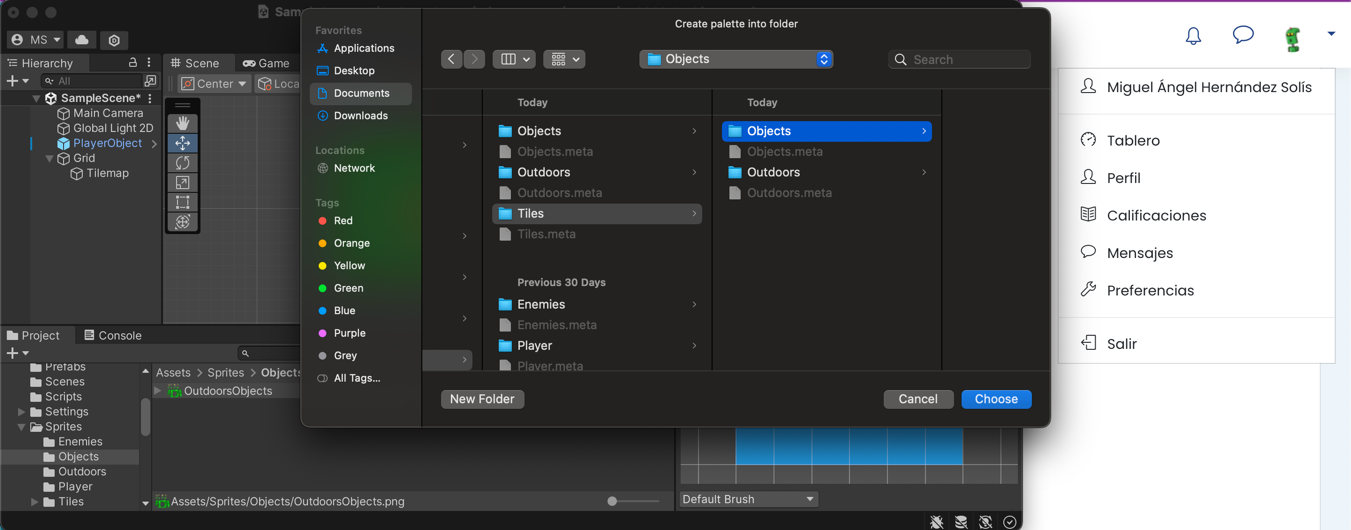 Sam
MS
Hierarchy
All
SampleScene*
Main Camera
Global Light 2D
PlayerObject
Grid
Tilemap
Scene
Game
Center
Loca
Project
Console
Prefabs
Scenes
Scripts
Settings
Sprites
Enemies
Objects
Outdoors
Player
Tiles
Assets
Sprites
Objects
OutdoorsObjects
Assets/Sprites/Objects/OutdoorsObjects.png
Default Brush
Create palette into folder
Favorites
Applications
Desktop
Documents
Downloads
Locations
Network
Tags
Red
Orange
Yellow
Green
Blue
Purple
Grey
All Tags...
Objects
Search
Today
Objects
Objects.meta
Outdoors
Outdoors.meta
Tiles
Tiles.meta
Previous 30 Days
Enemies
Enemies.meta
Player
Player.meta
Today
Objects
Objects.meta
Outdoors
Outdoors.meta
New Folder
Cancel
Choose
Miguel Ángel Hernández Solís
Tablero
Perfil
Calificaciones
Mensajes
Preferencias
Salir